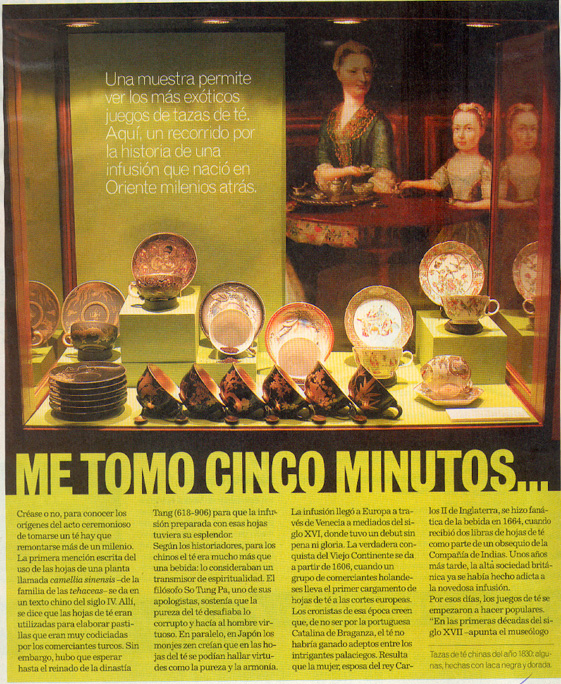 Una muestra permite
ver los más exóticos
juegos de tazas de té.
Aquí, un recorrido por
la historia de una
infusión que nació en
Oriente milenios atrás.
ME TOMO CINCO MINUTOS...
Créase o no, para conocer los
orígenes del acto ceremonioso
de tomarse un té hay que
remontarse más de un milenio.
La primera mención escrita del
uso de las hojas de una planta
llamada camellia sinensis –de la
familia de las tehaceas– se da en
un texto chino del siglo IV. Allí,
se dice que las hojas de té eran
utilizadas para elaborar pasti-
llas que eran muy codiciadas
por los comerciantes turcos. Sin
embargo, hubo que esperar
hasta el reinado de la dinastía
Tang (618-906) para que la infu-
sión preparada con esas hojas
tuviera su esplendor.
Según los historiadores, para los
chinos el té era mucho más que
una bebida: lo consideraban un
transmisor de espiritualidad. El
filósofo So Tung Pa, uno de sus
apologistas, sostenía que la
pureza del té desafiaba lo
corrupto y hacía al hombre vir-
tuoso. En paralelo, en Japón los
monjes zen creían que en las ho-
jas del té se podían hallar virtu-
des como la pureza y la armonía.
La infusión llegó a Europa a tra-
vés de Venecia a mediados del si-
glo XVI, donde tuvo un debut sin
pena ni gloria. La verdadera con-
quista del Viejo Continente se da
a partir de 1606, cuando un
grupo de comerciantes holande-
ses lleva el primer cargamento de
hojas de té a las cortes europeas.
Los cronistas de esa época creen
que, de no ser por la portuguesa
Catalina de Braganza, el té no
habría ganado adeptos entre los
intrigantes palaciegos. Resulta
que la mujer, esposa del rey Car-
los II de Inglaterra, se hizo faná-
tica de la bebida en 1664, cuando
recibió dos libras de hojas de té
como parte de un obsequio de la
Compañía de Indias. Unos años
más tarde, la alta sociedad britá-
nica ya se había hecho adicta a
la novedosa infusión.
Por esos días, los juegos de té se
empezaron a hacer populares.
“En las primeras décadas del si-
glo XVII –apunta el museólogo
Tazas de té chinas del año 1830; algu-
nas, hechas con laca negra y dorada.